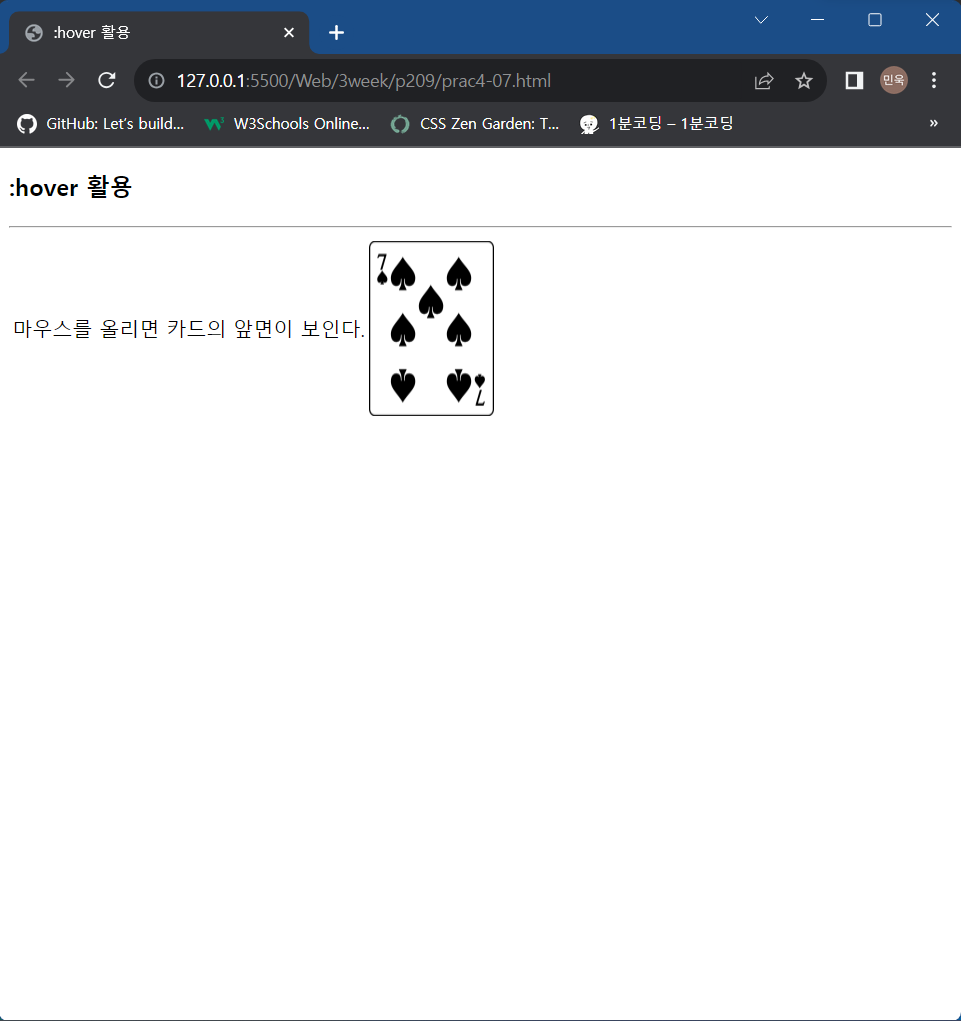 :hover 활용
127.0.0.1:5500/Web/3week/p209/prac4-07.html
민욱
GitHub: Let's build... W3Schools Online... CSS Zen Garden: T... 1분코딩 – 1분코딩 »
:hover 활용
마우스를 올리면 카드의 앞면이 보인다.
7
7